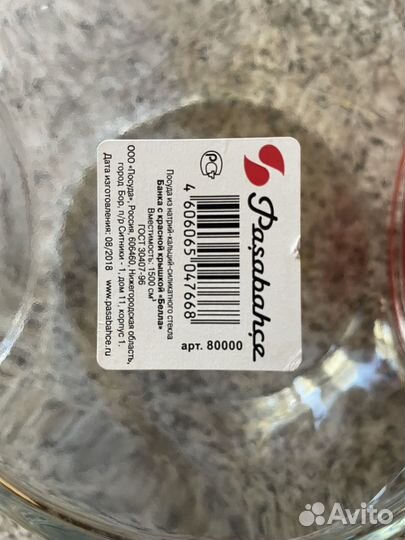 Paşabahçe
арт. 80000
РС
4 606065 047668
Посуда из натрий-кальций-силикатного стекла
Банка с красной крышкой «Белла»
Вместимость: 1500 см³
ГОСТ 30407-96
ООО «Посуда», Россия, 606460, Нижегородская область,
город Бор, п/р Ситники - 1, дом 11, корпус 1.
Дата изготовления: 08/2018 www.pasabahce.ru
Avito